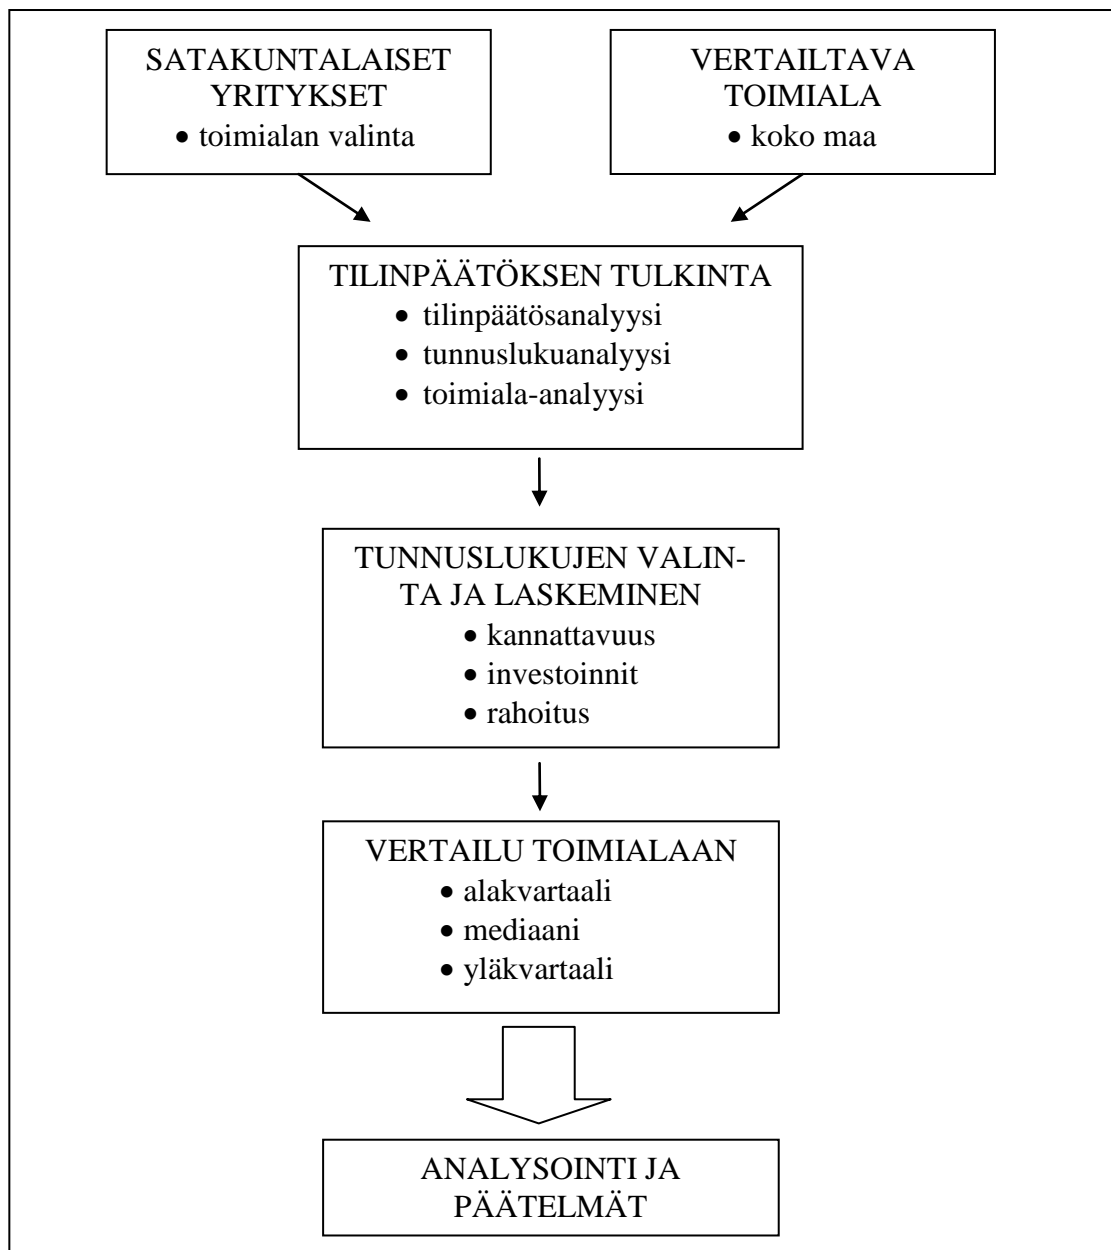 SATAKUNTALAISET
YRITYKSET
• toimialan valinta
VERTAILTAVA
TOIMIALA
• koko maa
TILINPÄÄTÖKSEN TULKINTA
• tilinpäätösanalyysi
• tunnuslukuanalyysi
• toimiala-analyysi
TUNNUSLUKUJEN VALIN-
TA JA LASKEMINEN
• kannattavuus
• investoinnit
• rahoitus
VERTAILU TOIMIALAAN
• alakvartaali
• mediaani
• yläkvartaali
ANALYSOINTI JA
PÄÄTELMÄT